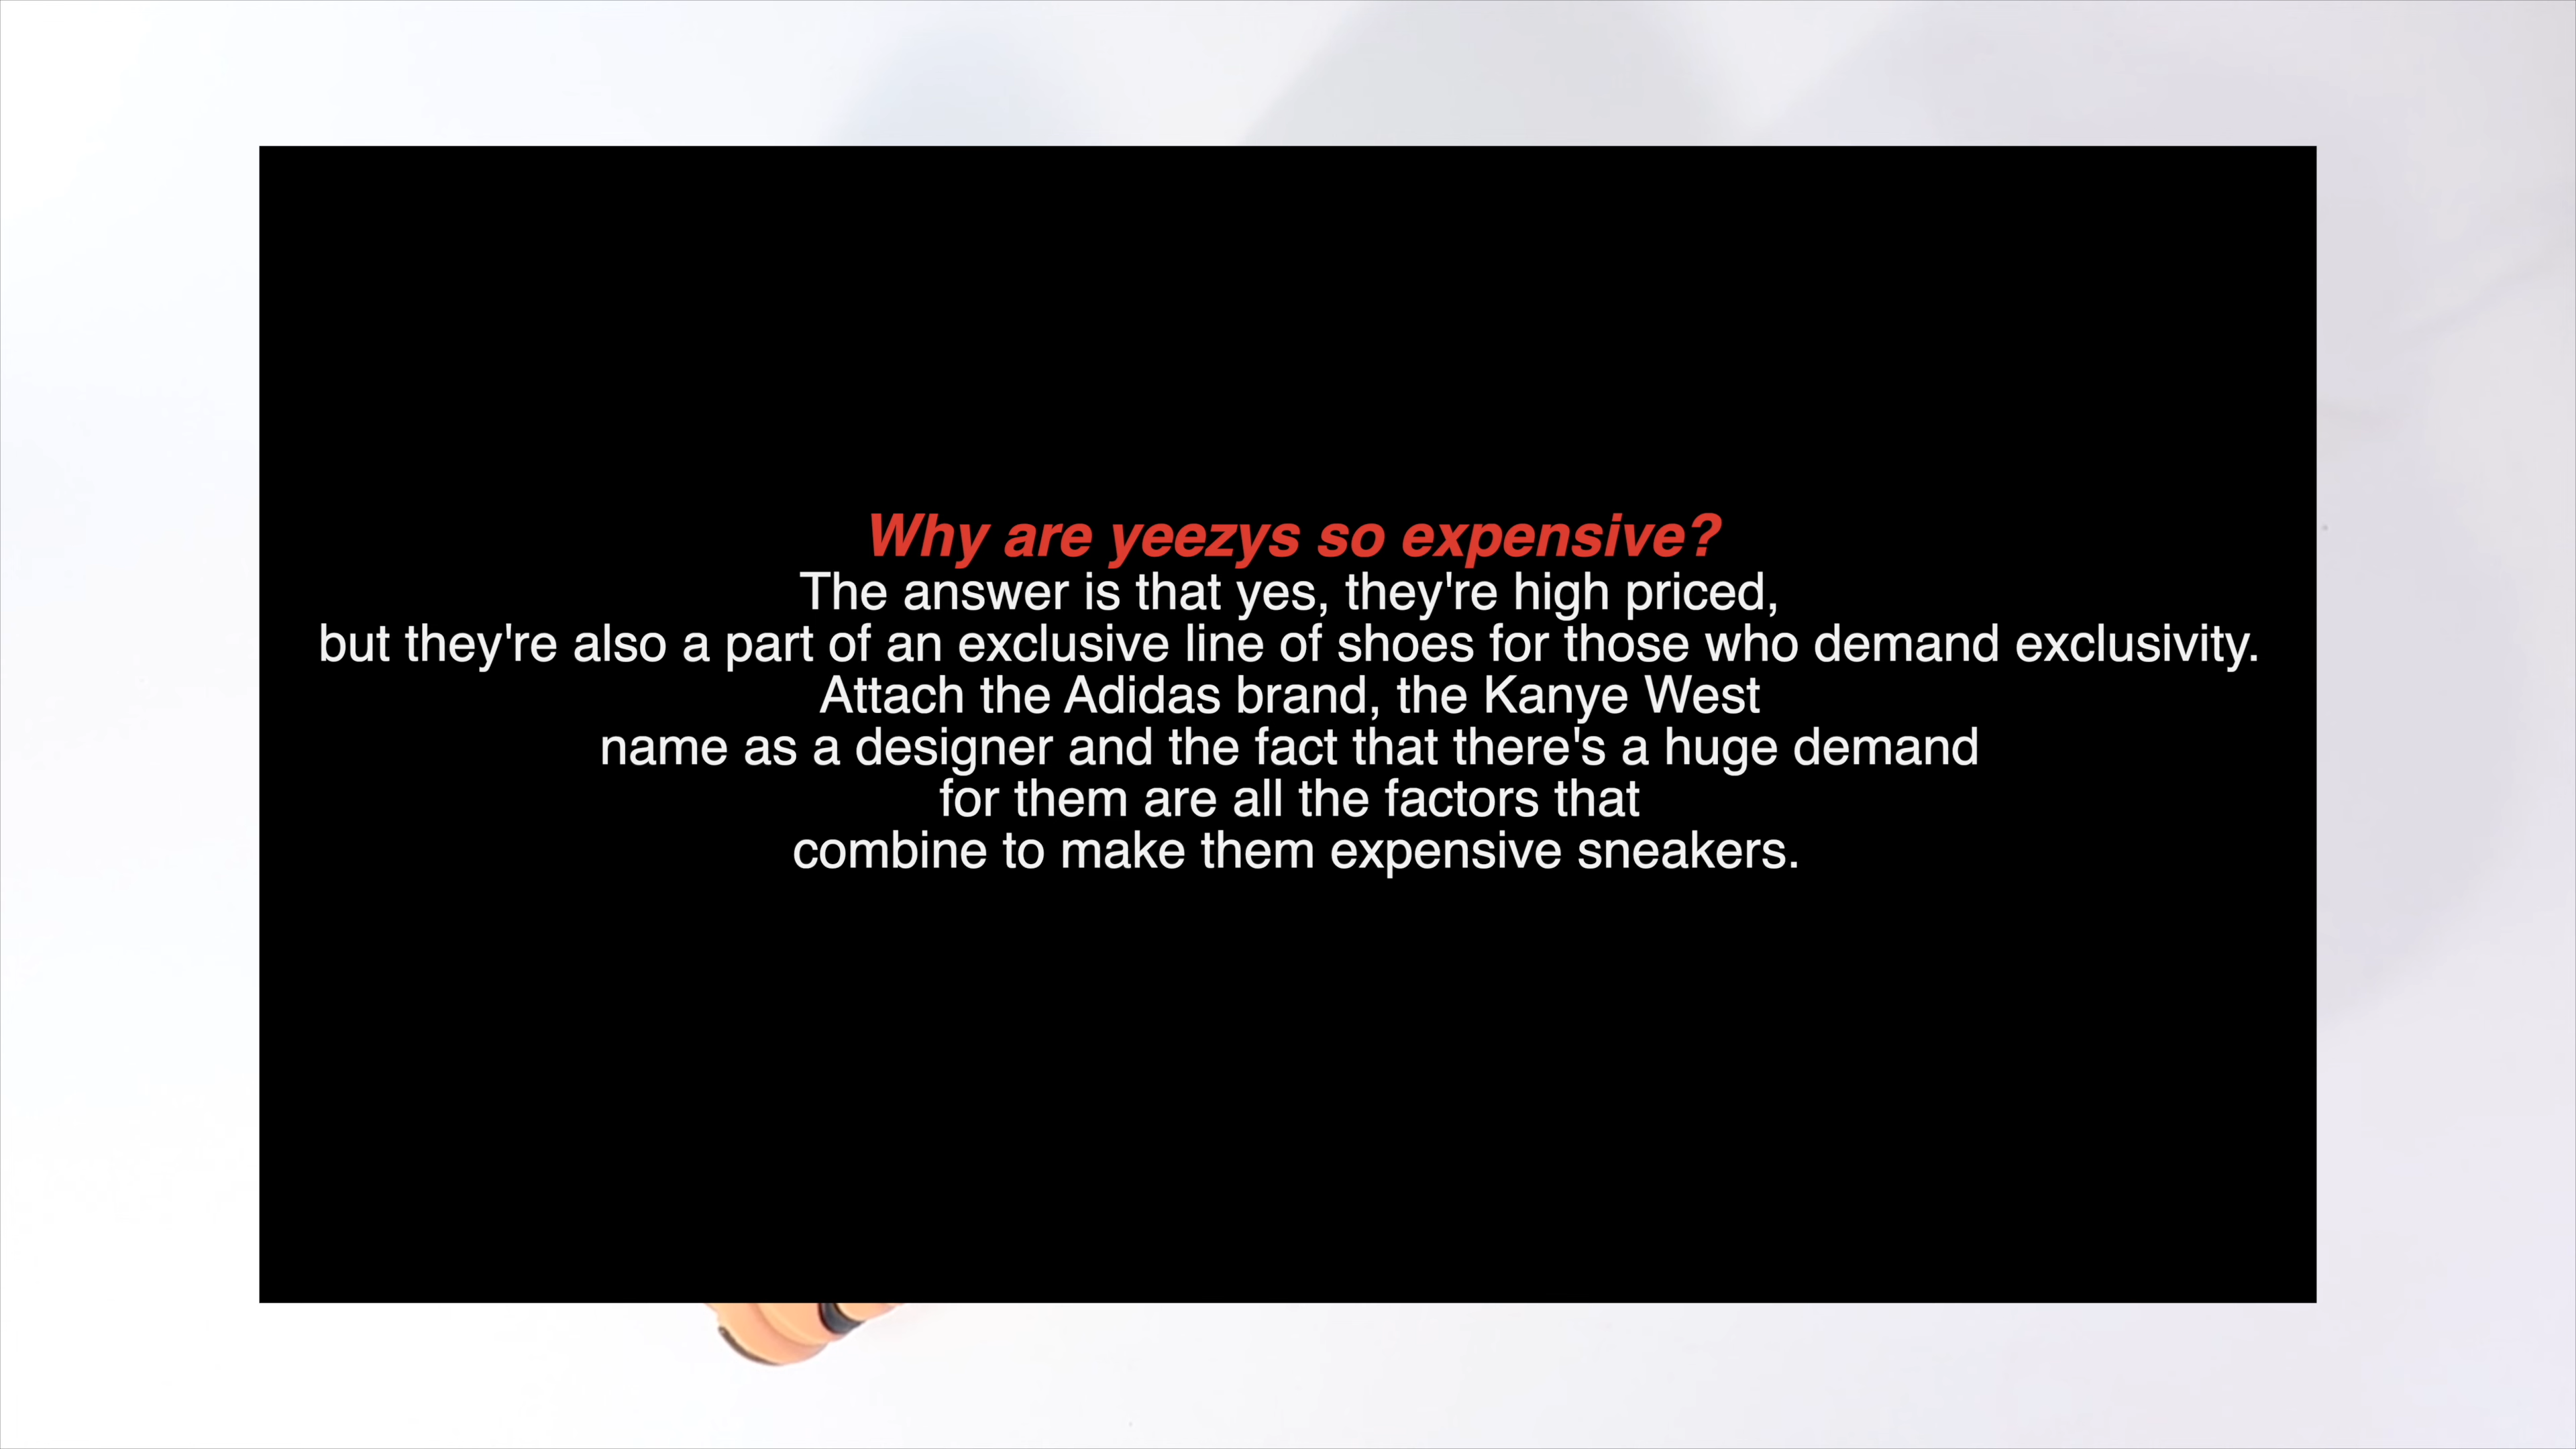 Why are yeezys so expensive?
The answer is that yes, they're high priced,
but they're also a part of an exclusive line of shoes for those who demand exclusivity.
Attach the Adidas brand, the Kanye West
name as a designer and the fact that there's a huge demand
for them are all the factors that
combine to make them expensive sneakers.